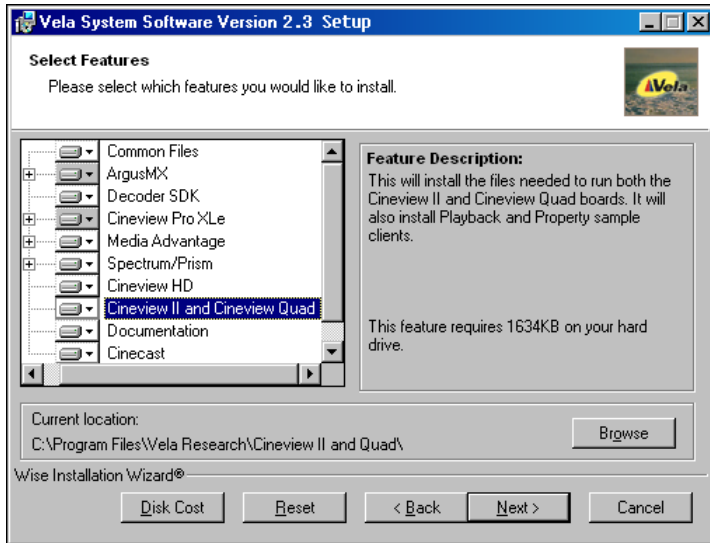 Vela System Software Version 2.3 Setup
Select Features
Please select which features you would like to install.
Vela
Common Files
ArgusMX
Decoder SDK
Cineview Pro XLe
Media Advantage
Spectrum/Prism
Cineview HD
Cineview II and Cineview Quad
Documentation
Cinecast
Feature Description:
This will install the files needed to run both the
Cineview II and Cineview Quad boards. It will
also install Playback and Property sample
clients.
This feature requires 1634KB on your hard
drive.
Current location:
C:\Program Files\Vela Research\Cineview II and Quad\
Browse
Wise Installation Wizard®
Disk Cost
Reset
< Back
Next >
Cancel